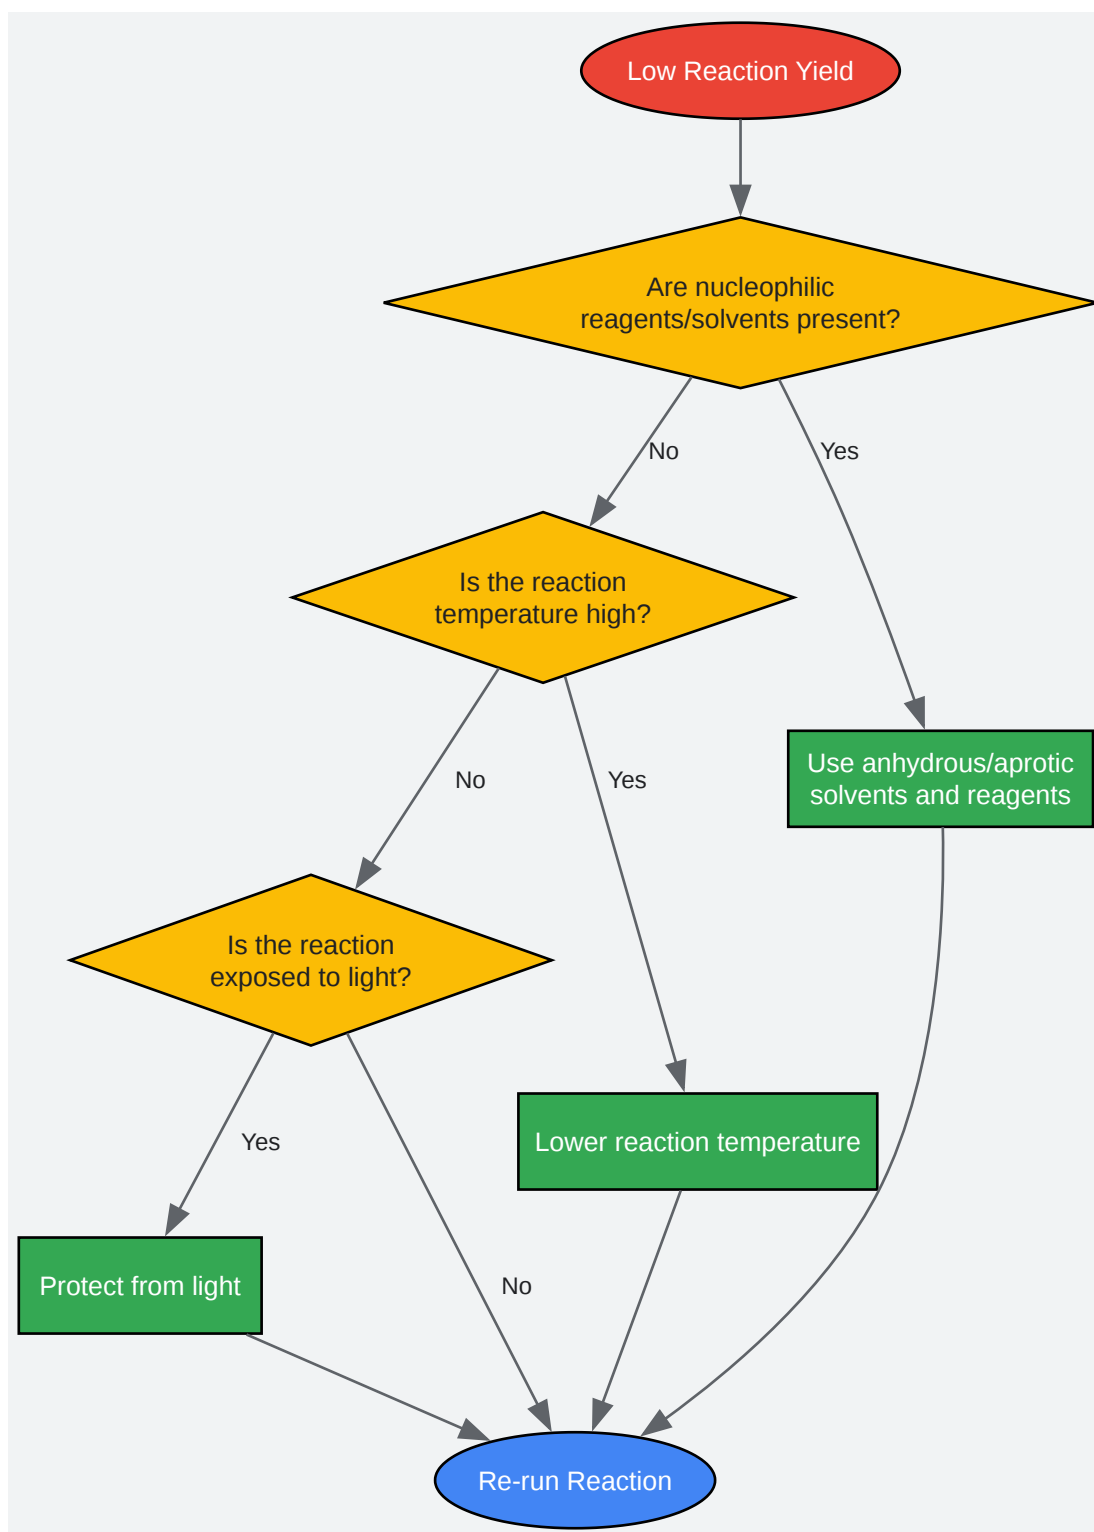 Low Reaction Yield
Are nucleophilic
reagents/solvents present?
No
Yes
Is the reaction
temperature high?
No
Yes
Use anhydrous/aprotic
solvents and reagents
Is the reaction
exposed to light?
Yes
Lower reaction temperature
Protect from light
No
Re-run Reaction